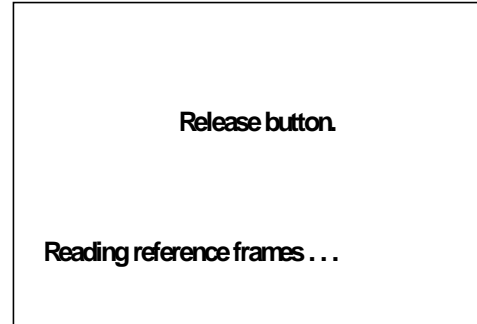 Release button.
Reading reference frames . . .